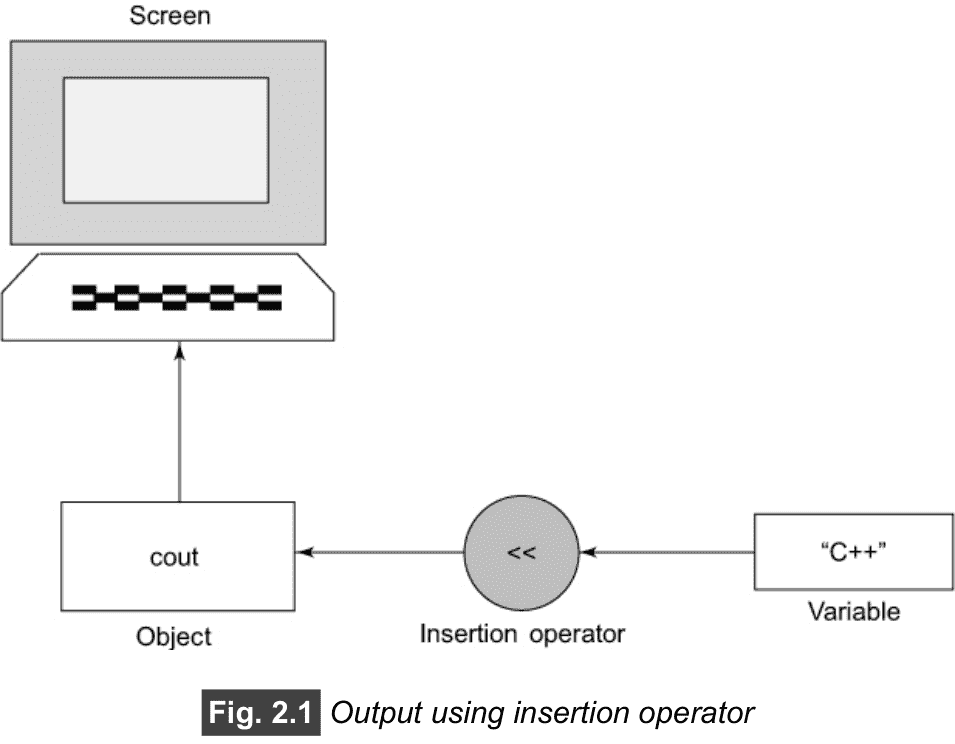 Screen
cout
<<
“C++”
Object
Insertion operator
Variable
Fig. 2.1 Output using insertion operator